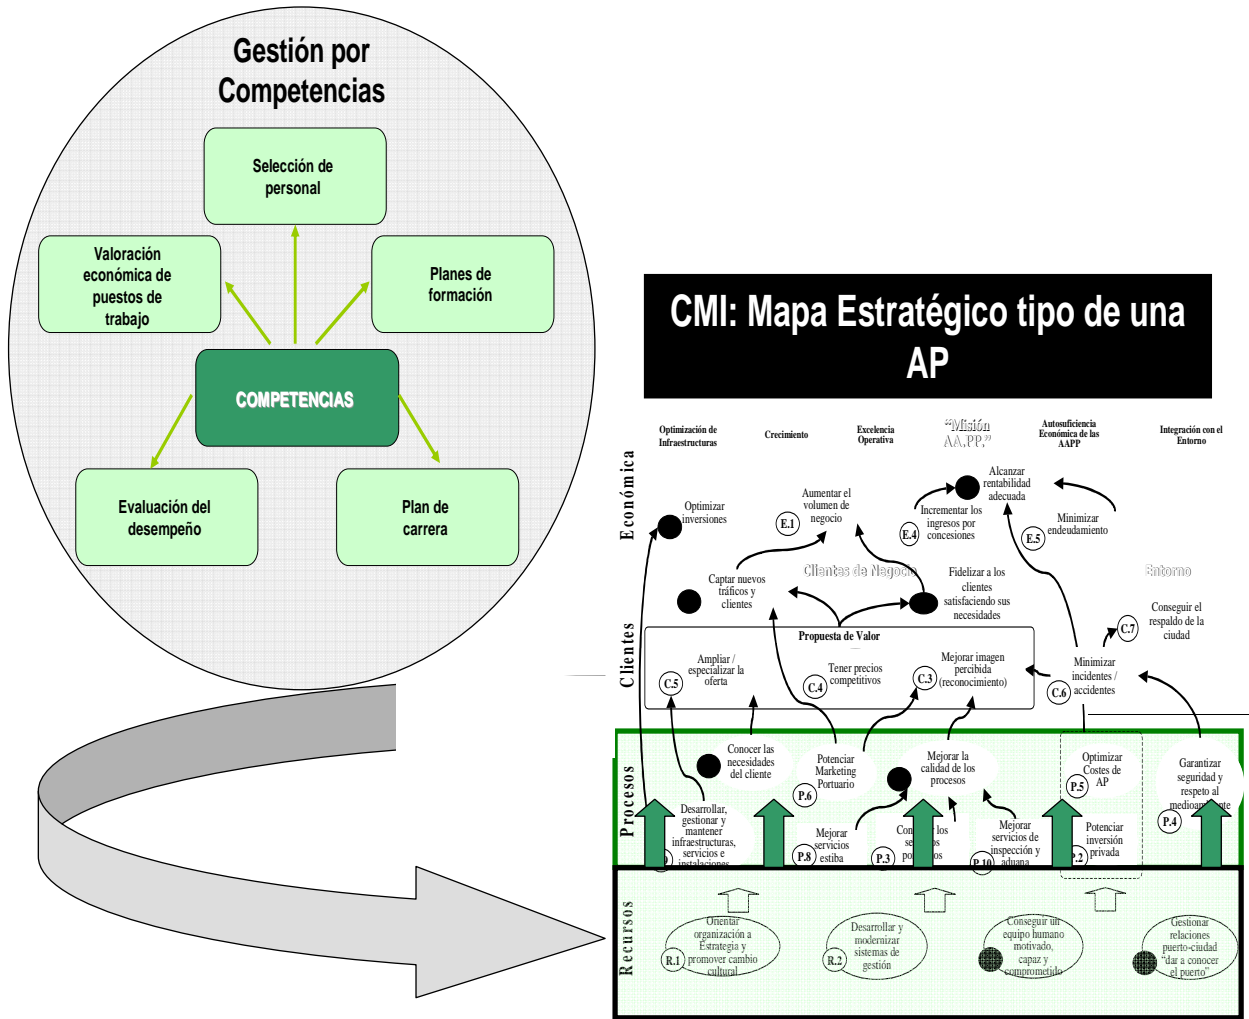 Gestión por
Competencias
Selección de
personal
Valoración
económica de
puestos de
trabajo
Planes de
formación
COMPETENCIAS
Evaluación del
desempeño
Plan de
carrera
CMI: Mapa Estratégico tipo de una
AP
Optimización de
Infraestructuras
Crecimiento
Excelencia
Operativa
“Misión
AA.PP.”
Autosuficiencia
Económica de las
AAPP
Integración con el
Entorno
Económica
Optimizar
inversiones
E.1
Aumentar el
volumen de
negocio
E.4
Incrementar los
ingresos por
concesiones
Alcanzar
rentabilidad
adecuada
E.5
Minimizar
endeudamiento
Clientes
Clientes de Negocio
Entorno
Captar nuevos
tráficos y
clientes
Fidelizar a los
clientes
satisfaciendo sus
necesidades
C.7
Conseguir el
respaldo de la
ciudad
Propuesta de Valor
C.5
Ampliar /
especializar la
oferta
C.4
Tener precios
competitivos
C.3
Mejorar imagen
percibida
(reconocimiento)
C.6
Minimizar
incidentes /
accidentes
Procesos
Conocer las
necesidades
del cliente
P.6
Potenciar
Marketing
Portuario
Mejorar la
calidad de los
procesos
P.5
Optimizar
Costes de
AP
P.4
Garantizar
seguridad y
respeto al
medioambiente
Desarrollar,
gestionar y
mantener
infraestructuras,
servicios e
instalaciones
P.8
Mejorar
servicios
estiba
P.3
los
P.10
Mejorar
servicios de
inspección y
aduana
P.2
Potenciar
inversión
privada
Recursos
R.1
Orientar
organización a
Estrategia y
promover cambio
cultural
R.2
Desarrollar y
modernizar
sistemas de
gestión
Conseguir un
equipo humano
motivado,
capaz y
comprometido
Gestionar
relaciones
puerto-ciudad
“dar a conocer
el puerto”